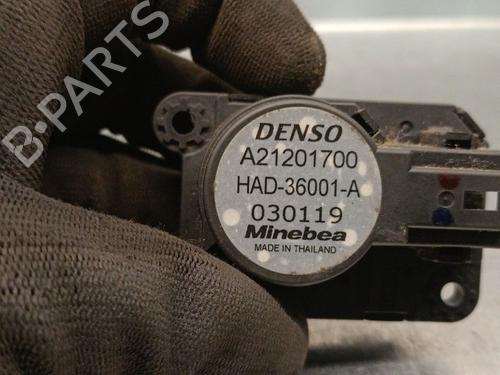 B-PARTS
DENSO
A21201700
HAD-36001-A
030119
Minebea
MADE IN THAILAND